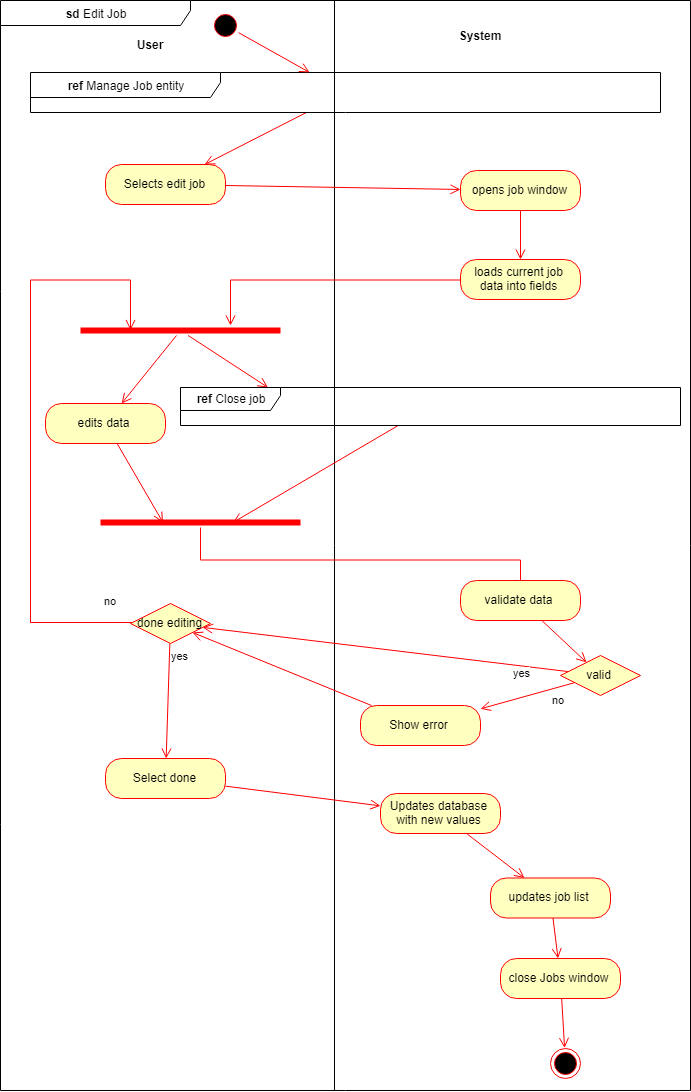 sd Edit Job
User
System
ref Manage Job entity
Selects edit job
opens job window
loads current job
data into fields
ref Close job
edits data
validate data
no
done editing
yes
valid
yes
no
Show error
Select done
Updates database
with new values
updates job list
close Jobs window